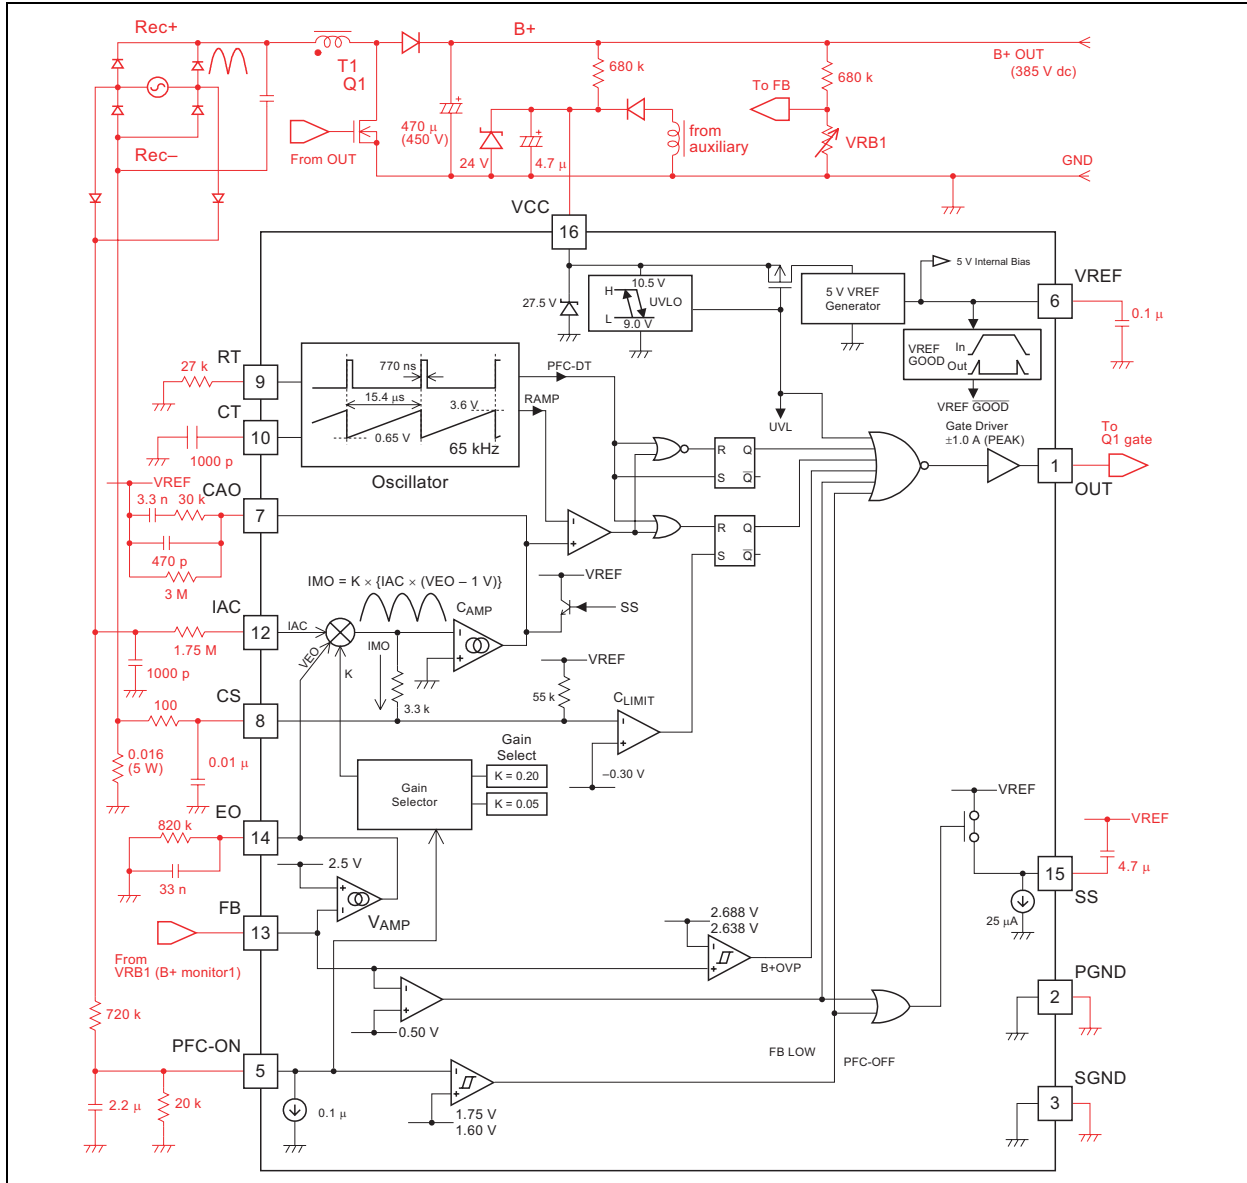 Rec+
B+
T1
Q1
680 k
To FB
680 k
B+ OUT
(385 V dc)
470 μ
(450 V)
24 V
4.7 μ
from
auxiliary
VRB1
From OUT
Rec–
GND
VCC
16
10.5 V
H
UVLO
L
9.0 V
27.5 V
5 V VREF
Generator
5 V Internal Bias
VREF
6
0.1 μ
VREF
GOOD
In
Out
VREF GOOD
RT
27 k
9
770 ns
15.4 μs
3.6 V
0.65 V
65 kHz
Oscillator
PFC-DT
RAMP
UVL
Gate Driver
±1.0 A (PEAK)
To
Q1 gate
1
OUT
CT
10
1000 p
R
Q
S
Q
R
Q
S
Q
VREF
3.3 n
30 k
CAO
7
470 p
3 M
IMO = K × {IAC × (VEO – 1 V)}
VREF
SS
IAC
12
IAC
1.75 M
1000 p
VEO
K
IMO
CAMP
3.3 k
VREF
55 k
CLIMIT
–0.30 V
CS
8
100
0.016
(5 W)
0.01 μ
Gain
Selector
Gain
Select
K = 0.20
K = 0.05
EO
14
820 k
33 n
2.5 V
VAMP
FB
13
From
VRB1 (B+ monitor1)
2.688 V
2.638 V
B+OVP
0.50 V
FB LOW
PFC-OFF
VREF
VREF
15
SS
4.7 μ
25 μA
PGND
2
SGND
3
720 k
PFC-ON
5
2.2 μ
20 k
0.1 μ
1.75 V
1.60 V